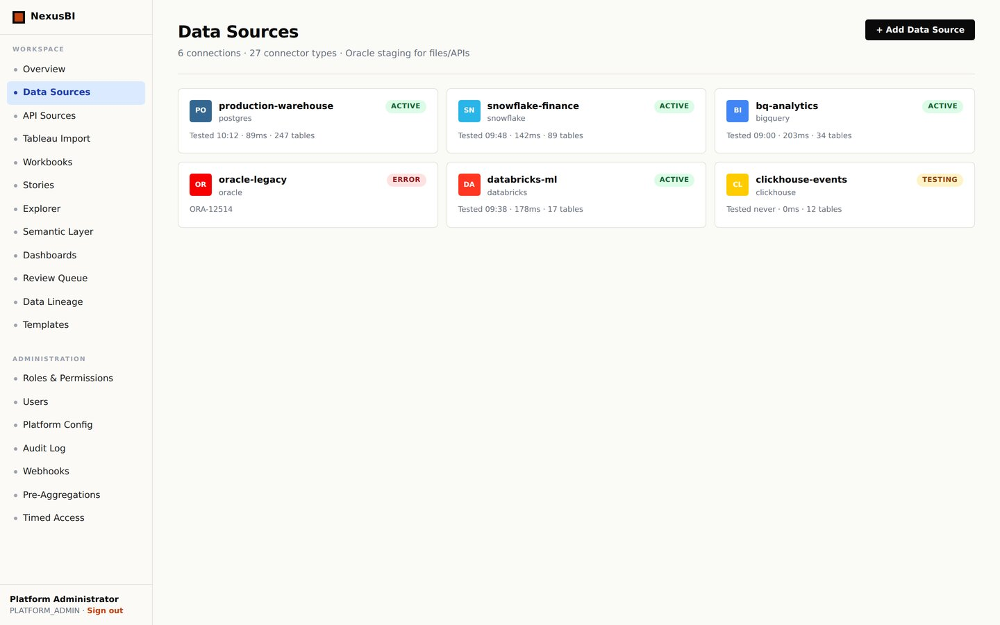 NexusBI
WORKSPACE
Overview
Data Sources
API Sources
Tableau Import
Workbooks
Stories
Explorer
Semantic Layer
Dashboards
Review Queue
Data Lineage
Templates
ADMINISTRATION
Roles & Permissions
Users
Platform Config
Audit Log
Webhooks
Pre-Aggregations
Timed Access
Platform Administrator
PLATFORM_ADMIN · Sign out
Data Sources
6 connections · 27 connector types · Oracle staging for files/APIs
+ Add Data Source
PO
production-warehouse
postgres
ACTIVE
Tested 10:12 · 89ms · 247 tables
SN
snowflake-finance
snowflake
ACTIVE
Tested 09:48 · 142ms · 89 tables
BI
bq-analytics
bigquery
ACTIVE
Tested 09:00 · 203ms · 34 tables
OR
oracle-legacy
oracle
ERROR
ORA-12514
DA
databricks-ml
databricks
ACTIVE
Tested 09:38 · 178ms · 17 tables
CL
clickhouse-events
clickhouse
TESTING
Tested never · 0ms · 12 tables